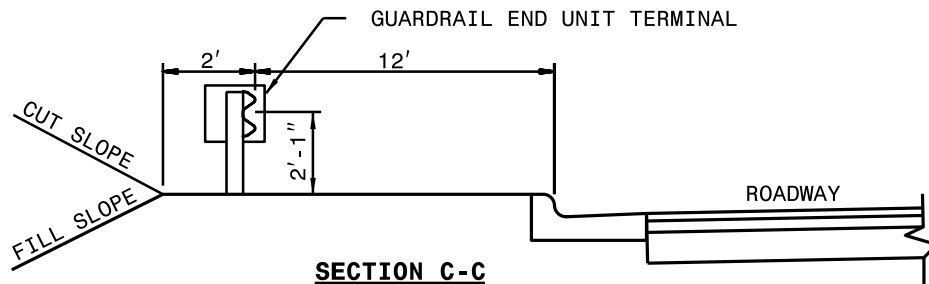 GUARDRAIL END UNIT TERMINAL
2'
12'
CUT SLOPE
2'-1"
FILL SLOPE
ROADWAY
SECTION C-C